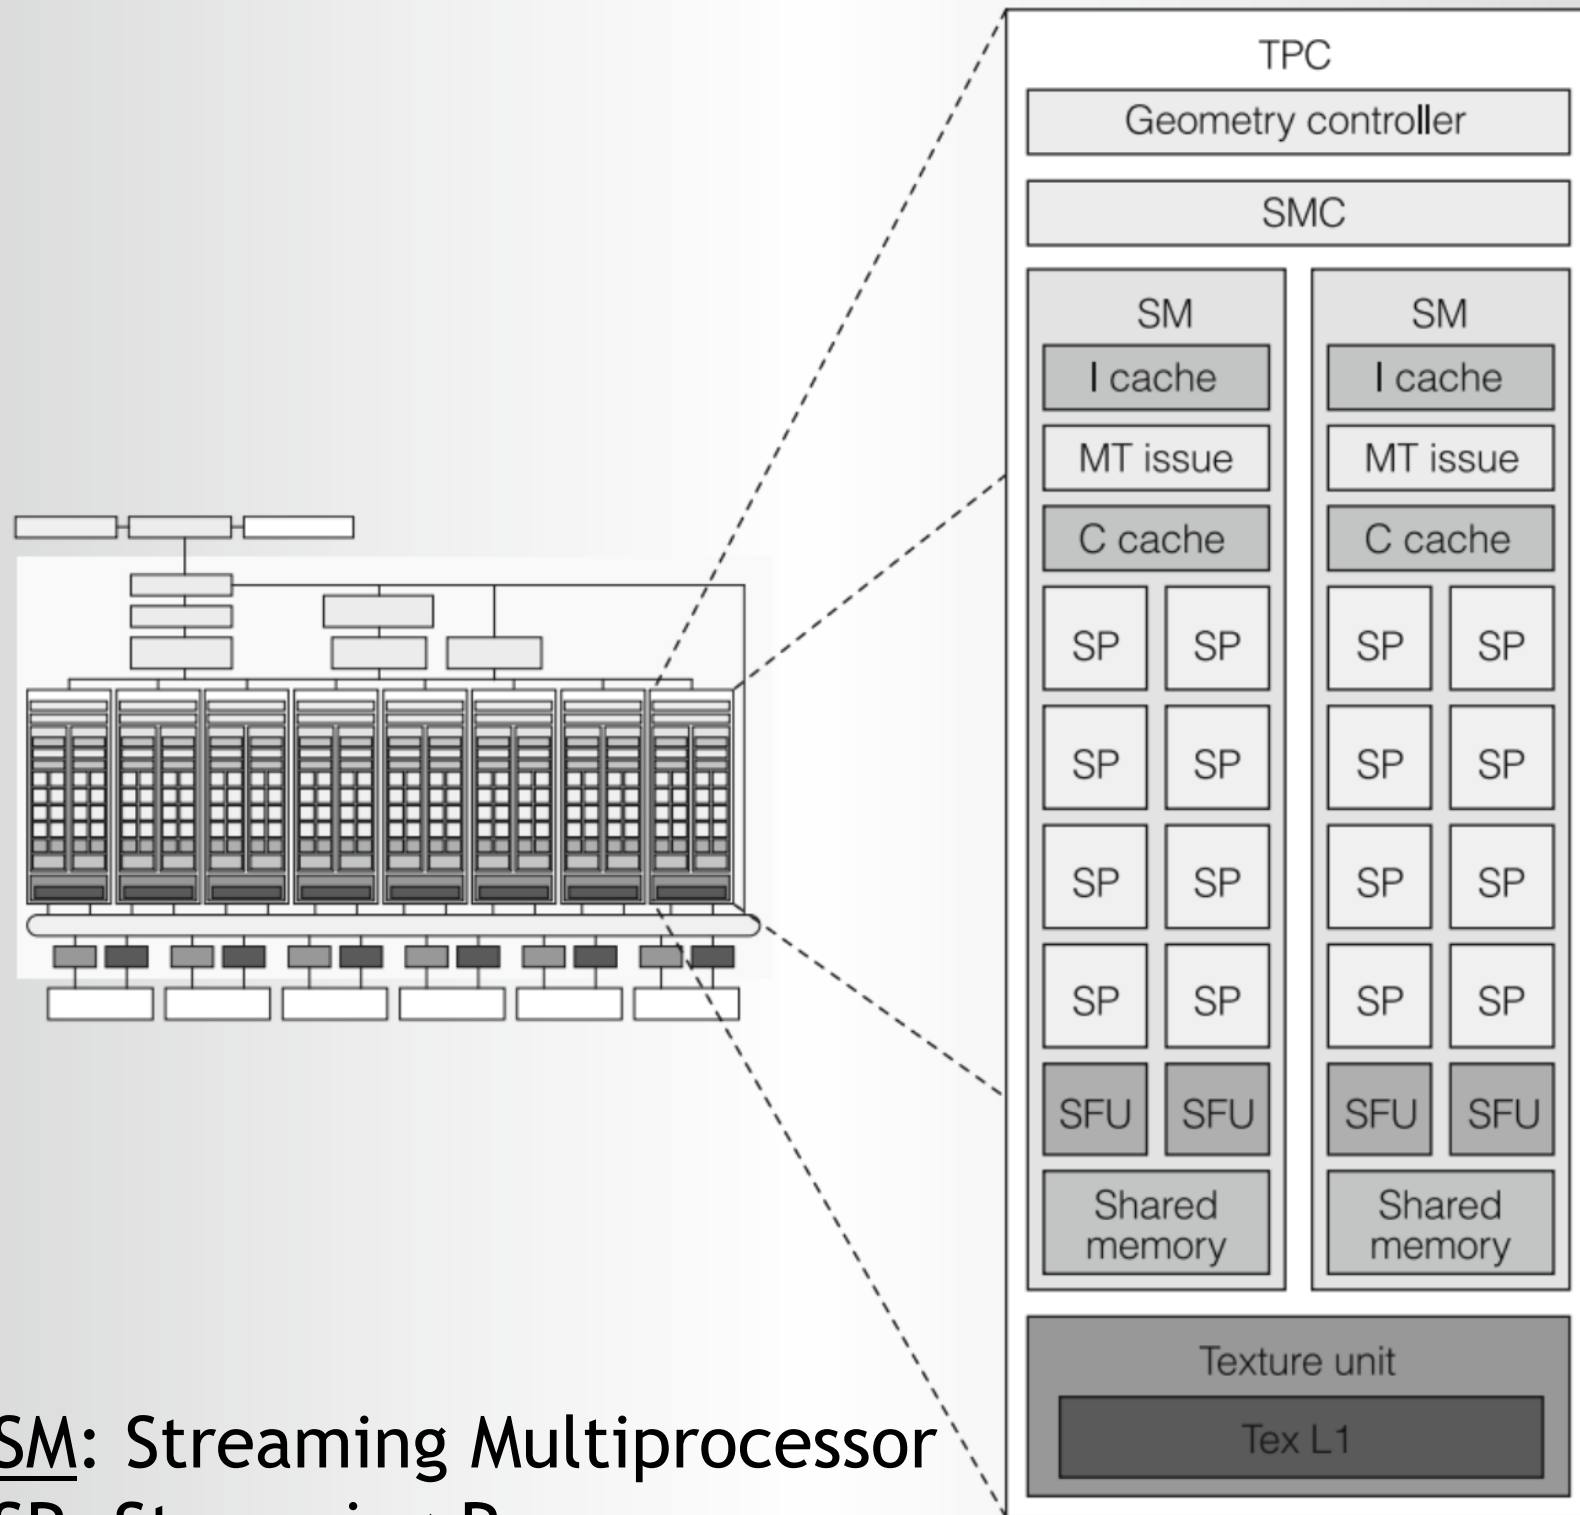 TPC
Geometry controller
SMC
SM SM
I cache I cache
MT issue MT issue
C cache C cache
SP SP SP SP
SP SP SP SP
SP SP SP SP
SP SP SP SP
SFU SFU SFU SFU
Shared memory Shared memory
Texture unit
Tex L1
SM: Streaming Multiprocessor